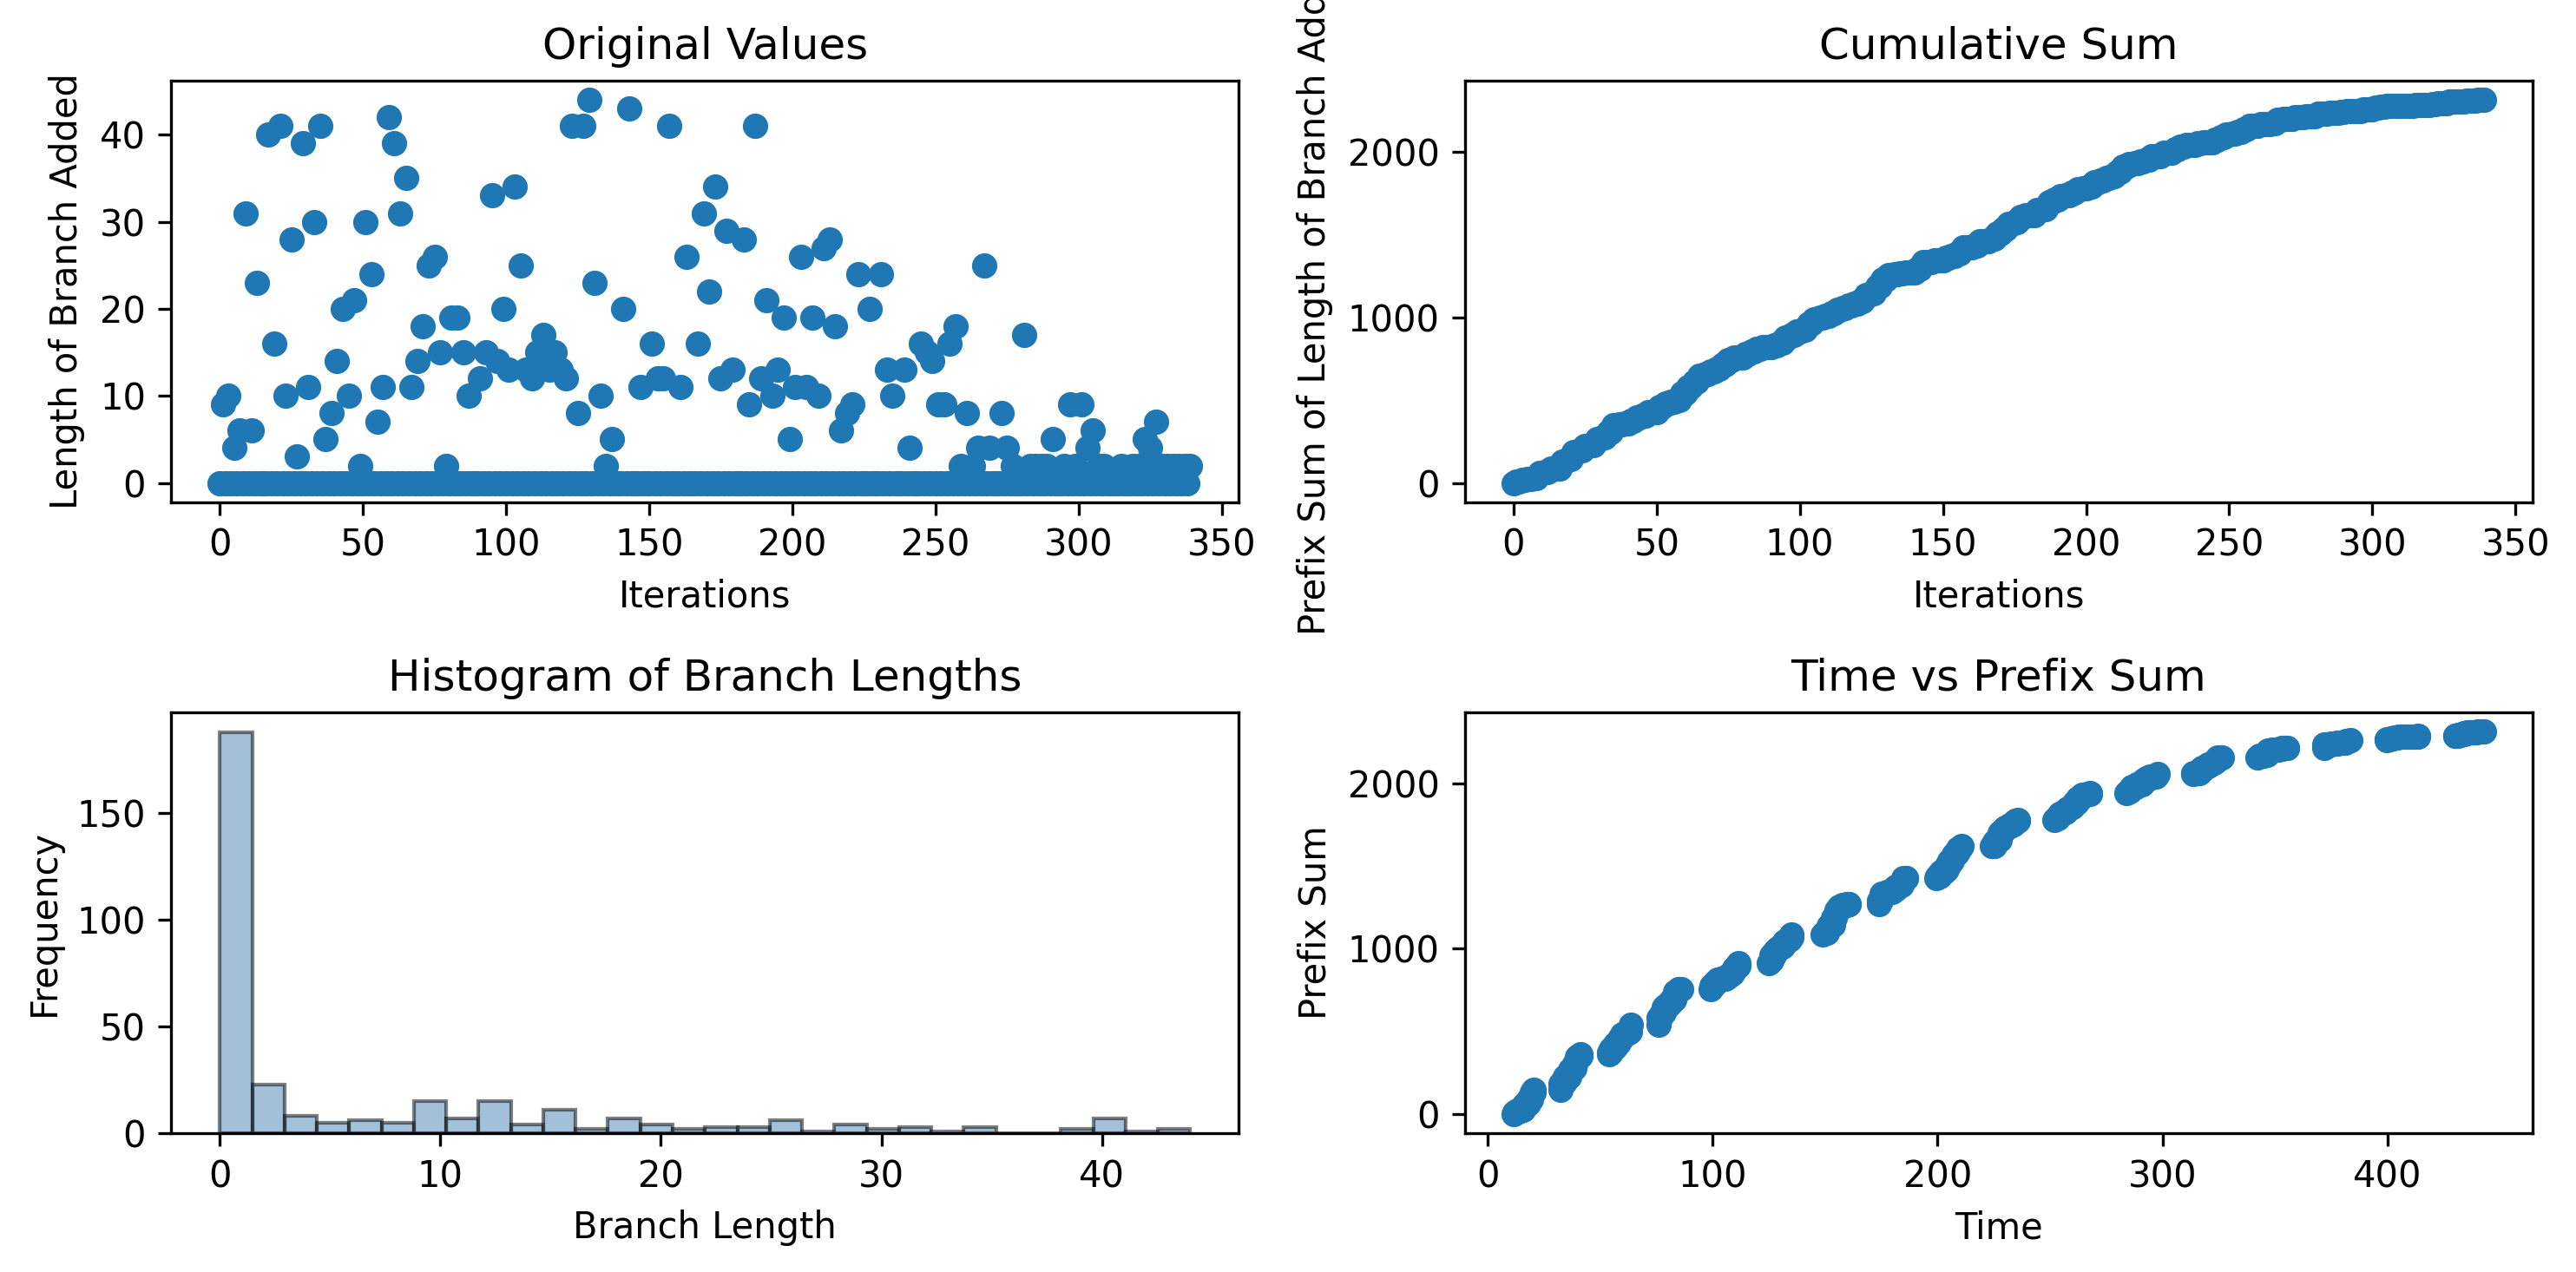 Original Values
Length of Branch Added
40
30
20
10
0
0 50 100 150 200 250 300 350
Iterations
Cumulative Sum
Prefix Sum of Length of Branch
2000
1000
0
0 50 100 150 200 250 300 350
Iterations
Histogram of Branch Lengths
Frequency
150
100
50
0
0 10 20 30 40
Branch Length
Time vs Prefix Sum
Prefix Sum
2000
1000
0
0 100 200 300 400
Time